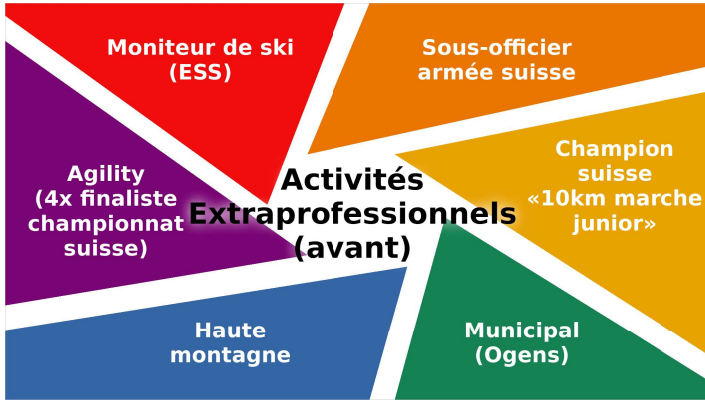 Moniteur de ski
(ESS)
Sous-officier
armée suisse
Champion
suisse
«10km marche
junior»
Agility
(4x finaliste
championnat
suisse)
Activités
Extraprofessionnels
(avant)
Haute
montagne
Municipal
(Ogens)